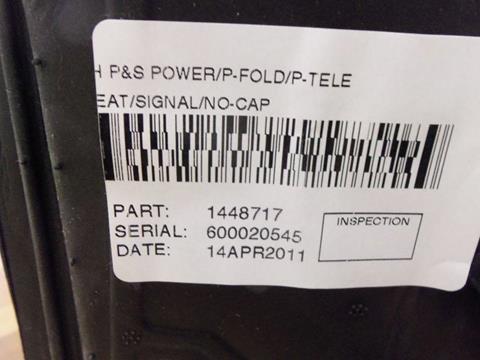 H P&S POWER/P-FOLD/P-TELE
EAT/SIGNAL/NO-CAP
PART: 1448717
SERIAL: 600020545
DATE: 14APR2011
INSPECTION